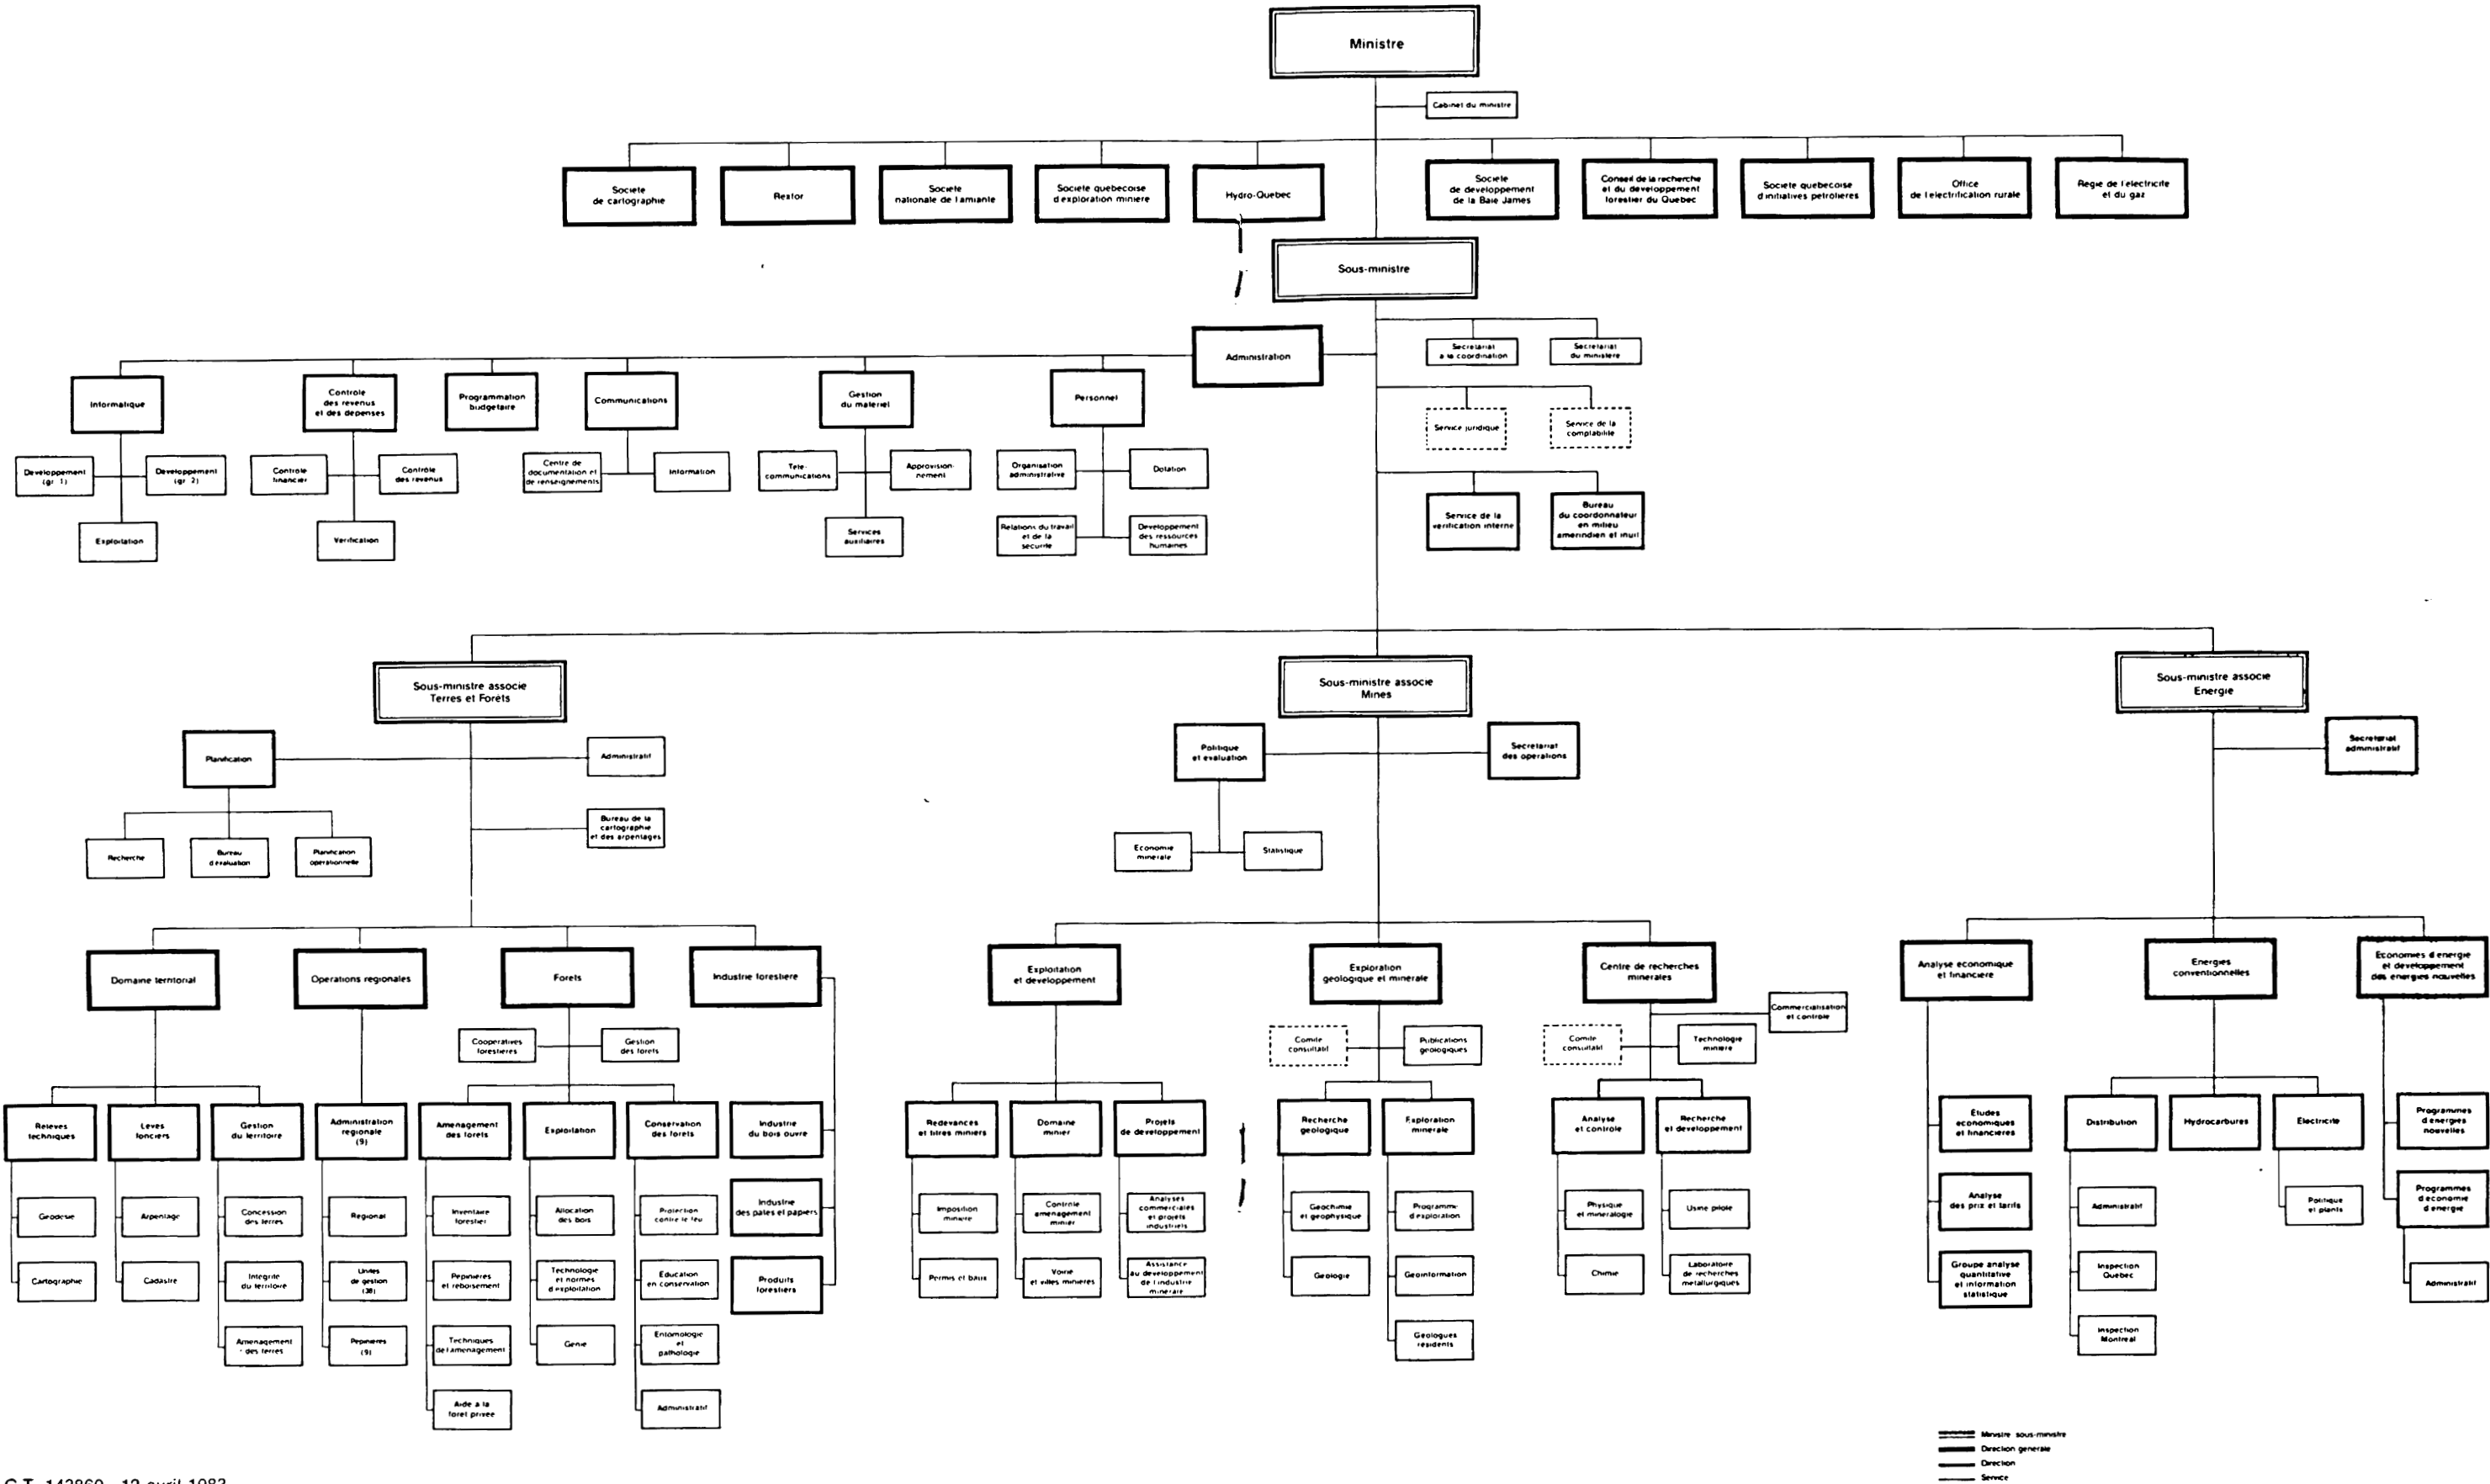 Ministre
Cabinet du ministre
Societe
de cartographie
Rexfor
Societe
nationale de l amiante
Societe quebecoise
d exploration miniere
Hydro-Quebec
Societe
de developpement
de la Baie James
Conseil de la recherche
et du developpement
forestier du Quebec
Societe quebecoise
d initiatives petrolieres
Office
de l electrification rurale
Regie de l electricite
et du gaz
Sous-ministre
Administration
Secretariat
a la coordination
Secretariat
du ministere
Service juridique
Service de la
comptabilite
Service de la
verification interne
Bureau
du coordonnateur
en milieu
amerindien et inuit
Informatique
Controle
des revenus
et des depenses
Programmation
budgetaire
Communications
Gestion
du materiel
Personnel
Developpement
(gr 1)
Developpement
(gr 2)
Exploitation
Controle
financier
Contrôle
des revenus
Verification
Centre de
documentation et
de renseignements
Information
Tele-
communications
Approvision-
nement
Services
auxiliaires
Organisation
administrative
Dotation
Relations du travail
et de la
securite
Developpement
des ressources
humaines
Sous-ministre associe
Terres et Forêts
Sous-ministre associe
Mines
Sous-ministre associe
Energie
Planification
Administratif
Bureau de la
cartographie
et des arpentages
Recherche
Bureau
d evaluation
Planification
operationnelle
Politique
et evaluation
Secretariat
des operations
Economie
minerale
Statistique
Secretariat
administratif
Domaine territorial
Operations regionales
Forets
Industrie forestiere
Cooperatives
forestieres
Gestion
des forets
Releves
techniques
Leves
fonciers
Gestion
du territoire
Administration
regionale
(9)
Amenagement
des forets
Exploitation
Conservation
des forets
Industrie
du bois ouvre
Industrie
des pates et papiers
Produits
forestiers
Geodesie
Cartographie
Arpentage
Cadastre
Concession
des terres
Integrite
du territoire
Amenagement
des terres
Regional
Unites
de gestion
(38)
Pepinieres
(9)
Inventaire
forestier
Pepinieres
et reboisement
Techniques
de l amenagement
Aide a la
foret privee
Allocation
des bois
Technologie
et normes
d exploitation
Genie
Protection
contre le feu
Education
en conservation
Entomologie
et
pathologie
Administratif
Exploitation
et developpement
Exploration
geologique et minerale
Centre de recherches
minerales
Commercialisation
et controle
Comite
consultatif
Publications
geologiques
Comite
consultatif
Technologie
miniere
Redevances
et titres miniers
Domaine
minier
Projets
de developpement
Recherche
geologique
Exploration
minerale
Analyse
et controle
Recherche
et developpement
Imposition
miniere
Permis et baux
Controle
amenagement
minier
Voirie
et villes minieres
Analyses
commerciales
et projets
industriels
Assistance
au developpement
de l industrie
minerale
Geochimie
et geophysique
Geologie
Programme
d exploration
Geoinformation
Geologues
residents
Physique
et mineralogie
Chimie
Usine pilote
Laboratoire
de recherches
metallurgiques
Analyse economique
et financiere
Energies
conventionnelles
Economies d energie
et developpement
des energies nouvelles
Études
economiques
et financieres
Analyse
des prix et tarifs
Groupe analyse
quantitative
et information
statistique
Distribution
Hydrocarbures
Electricite
Administratif
Inspection
Quebec
Inspection
Montreal
Politique
et plants
Programmes
d energies
nouvelles
Programmes
d economie
d energie
Administratif
Ministre sous-ministre
Direction generale
Direction
Service